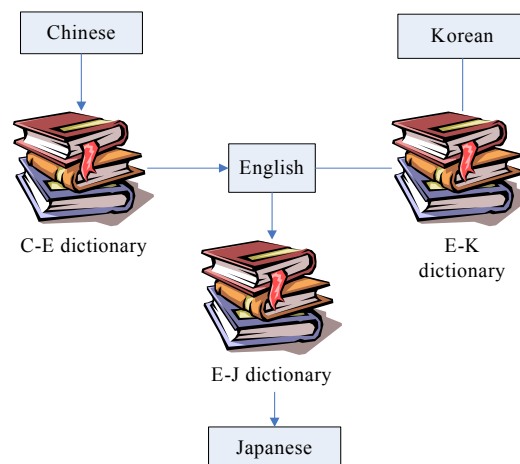 Chinese
Korean
English
C-E dictionary
E-K
dictionary
E-J dictionary
Japanese